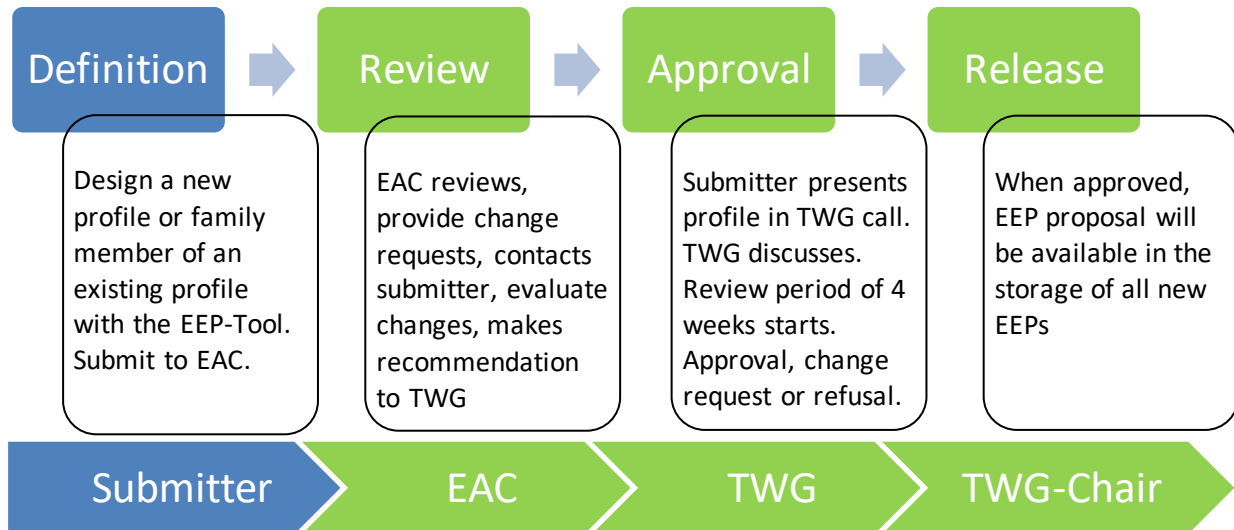 Definition
Review
Approval
Release
Design a new
profile or family
member of an
existing profile
with the EEP-Tool.
Submit to EAC.
EAC reviews,
provide change
requests, contacts
submitter, evaluate
changes, makes
recommendation
to TWG
Submitter presents
profile in TWG call.
TWG discusses.
Review period of 4
weeks starts.
Approval, change
request or refusal.
When approved,
EEP proposal will
be available in the
storage of all new
EEPs
Submitter
EAC
TWG
TWG-Chair